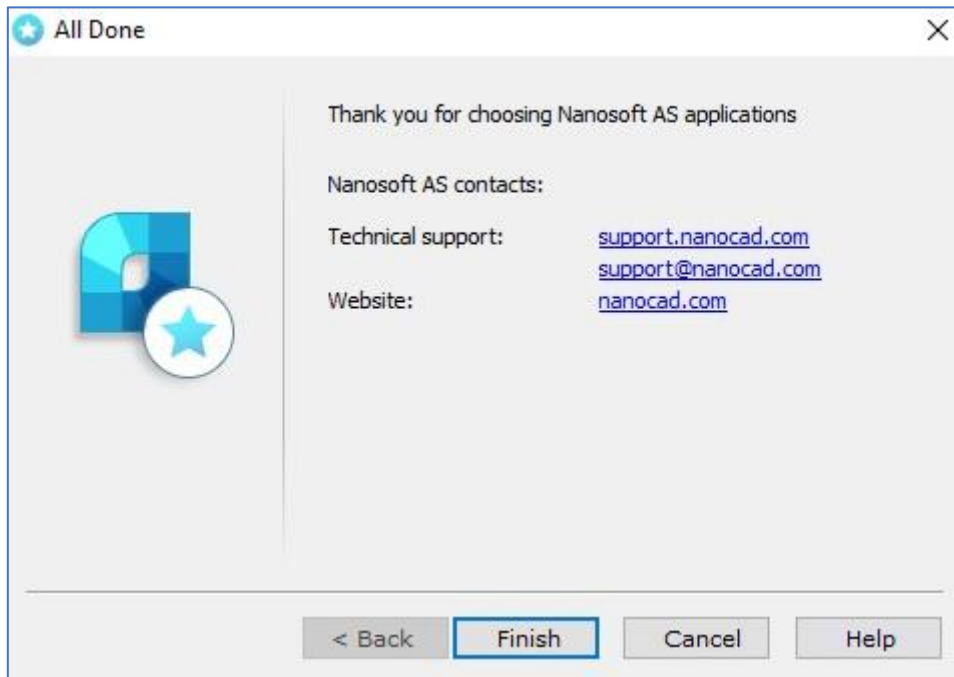 All Done
Thank you for choosing Nanosoft AS applications
Nanosoft AS contacts:
Technical support: support.nanocad.com
support@nanocad.com
Website: nanocad.com
< Back Finish Cancel Help